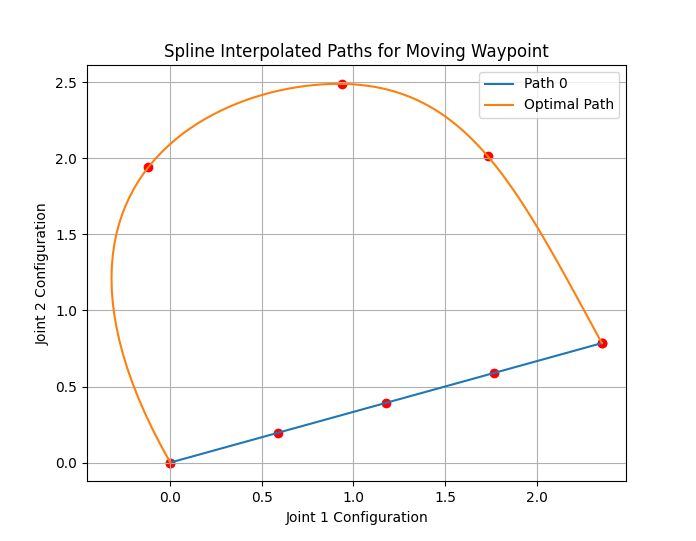 Spline Interpolated Paths for Moving Waypoint
Path 0
Optimal Path
2.5
2.0
1.5
1.0
0.5
0.0
Joint 2 Configuration
0.0 0.5 1.0 1.5 2.0
Joint 1 Configuration